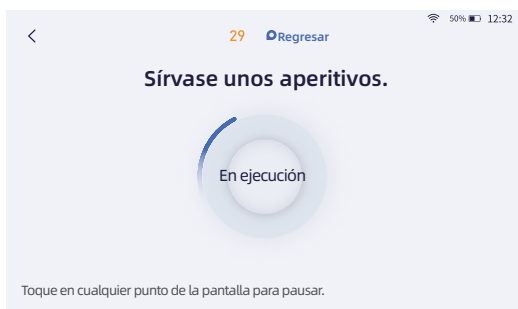 50% 12:32
29 Regresar
Sírvase unos aperitivos.
En ejecución
Toque en cualquier punto de la pantalla para pausar.